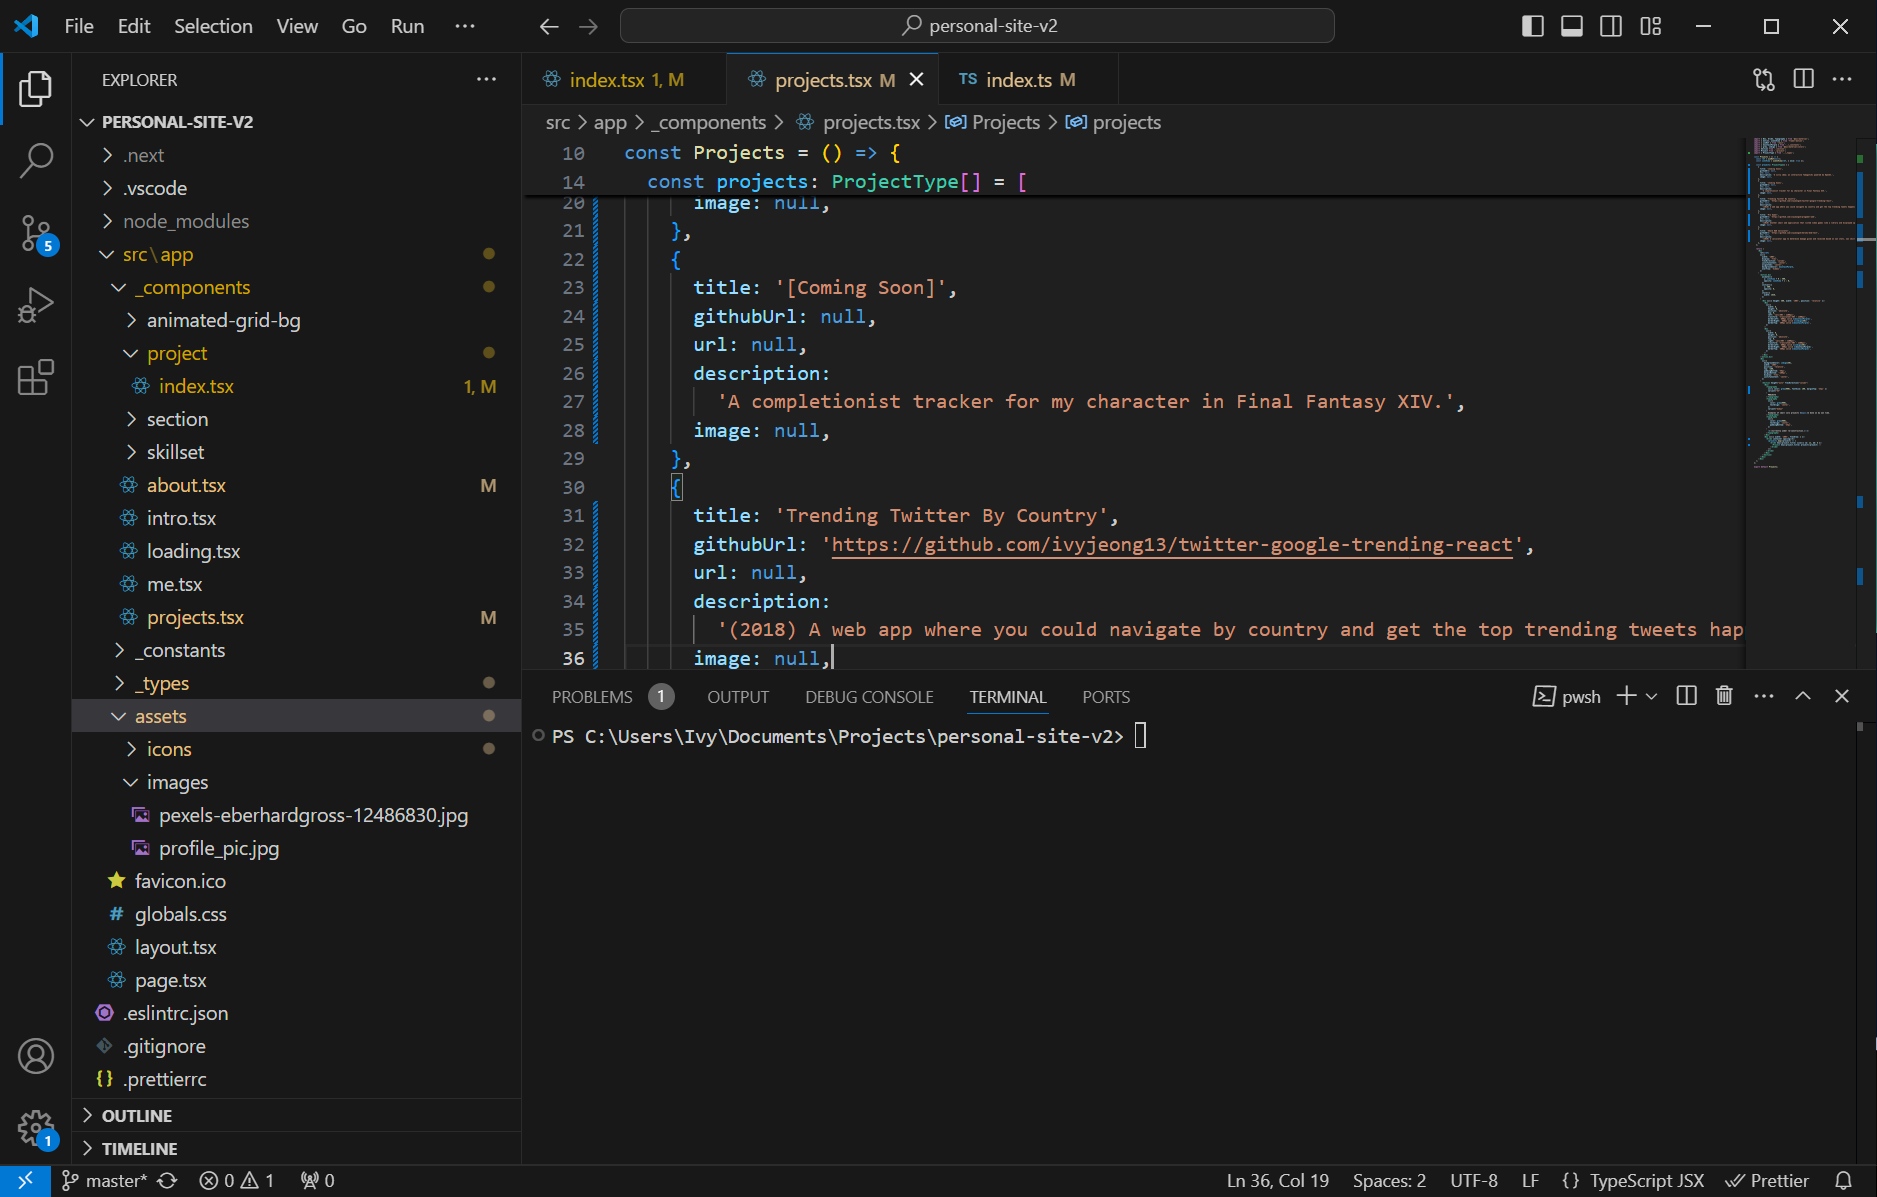 File Edit Selection View Go Run ··· personal-site-v2
EXPLORER
PERSONAL-SITE-V2
.next
.vscode
node_modules
src\app
_components
animated-grid-bg
project
index.tsx 1, M
section
skillset
about.tsx M
intro.tsx
loading.tsx
me.tsx
projects.tsx M
_constants
_types
assets
icons
images
pexels-eberhardgross-12486830.jpg
profile_pic.jpg
favicon.ico
globals.css
layout.tsx
page.tsx
.eslintrc.json
.gitignore
.prettierrc
OUTLINE
TIMELINE
5
1
index.tsx 1, M projects.tsx M TS index.ts M
src > app > _components > projects.tsx > Projects > projects
10 const Projects = () => {
14 const projects: ProjectType[] = [
20 image: null,
21 },
22 {
23 title: '[Coming Soon]',
24 githubUrl: null,
25 url: null,
26 description:
27 'A completionist tracker for my character in Final Fantasy XIV.',
28 image: null,
29 },
30 {
31 title: 'Trending Twitter By Country',
32 githubUrl: 'https://github.com/ivyjeong13/twitter-google-trending-react',
33 url: null,
34 description:
35 '(2018) A web app where you could navigate by country and get the top trending tweets hap
36 image: null,
PROBLEMS 1 OUTPUT DEBUG CONSOLE TERMINAL PORTS pwsh
PS C:\Users\Ivy\Documents\Projects\personal-site-v2>
master* 0 1 0 Ln 36, Col 19 Spaces: 2 UTF-8 LF {} TypeScript JSX Prettier